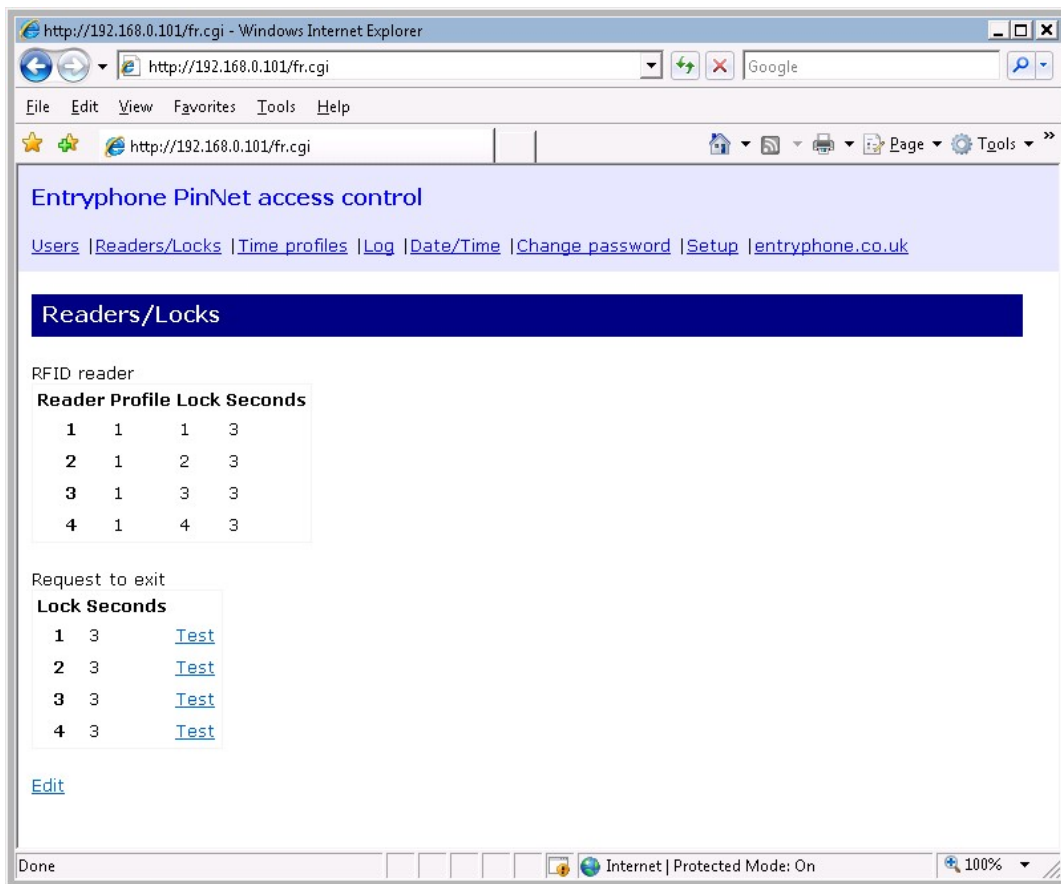 http://192.168.0.101/fr.cgi - Windows Internet Explorer
http://192.168.0.101/fr.cgi Google
File Edit View Favorites Tools Help
http://192.168.0.101/fr.cgi Page Tools »
Entryphone PinNet access control
Users |Readers/Locks |Time profiles |Log |Date/Time |Change password |Setup |entryphone.co.uk
Readers/Locks
RFID reader
Reader Profile Lock Seconds
1 1 1 3
2 1 2 3
3 1 3 3
4 1 4 3
Request to exit
Lock Seconds
1 3 Test
2 3 Test
3 3 Test
4 3 Test
Edit
Done Internet | Protected Mode: On 100%